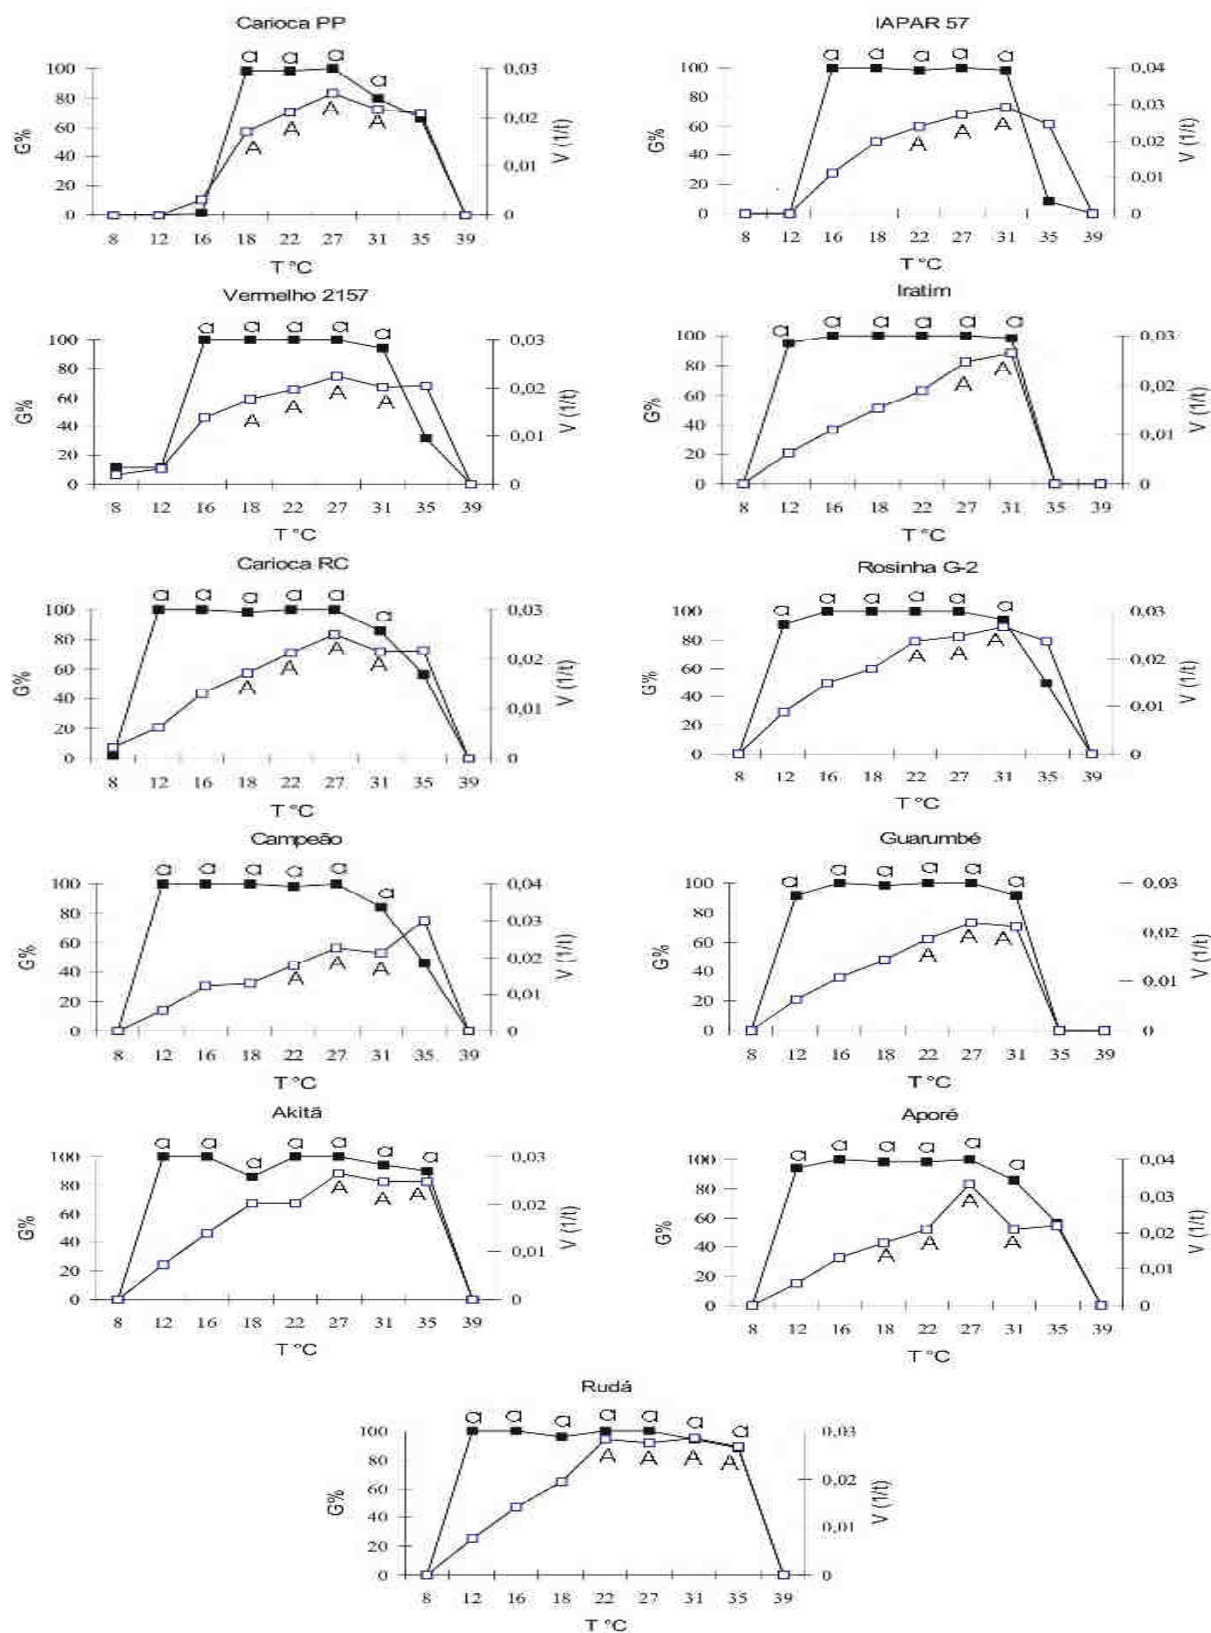 Carioca PP
a a a a
100 0,03
80 0,02
60
40 0,01
20
0 0
G%
V (1/t)
A A A A
8 12 16 18 22 27 31 35 39
T °C
IAPAR 57
a a a a a
100 0,04
80 0,03
60 0,02
40 0,01
20
0 0
G%
V (1/t)
A A A
8 12 16 18 22 27 31 35 39
T °C
Vermelho 2157
a a a a a
100 0,03
80 0,02
60
40 0,01
20
0 0
G%
V (1/t)
A A A A
8 12 16 18 22 27 31 35 39
T °C
Iratim
a a a a a a
100 0,03
80 0,02
60
40 0,01
20
0 0
G%
V (1/t)
A A
8 12 16 18 22 27 31 35 39
T °C
Carioca RC
a a a a a a
100 0,03
80 0,02
60
40 0,01
20
0 0
G%
V (1/t)
A A A A
8 12 16 18 22 27 31 35 39
T °C
Rosinha G-2
a a a a a a
100 0,03
80 0,02
60
40 0,01
20
0 0
G%
V (1/t)
A A A
8 12 16 18 22 27 31 35 39
T °C
Campeão
a a a a a a
100 0,04
80 0,03
60 0,02
40 0,01
20
0 0
G%
V (1/t)
A A A
8 12 16 18 22 27 31 35 39
T °C
Guarumbé
a a a a a a
100 0,03
80 0,02
60
40 0,01
20
0 0
G%
V (1/t)
A A A
8 12 16 18 22 27 31 35 39
T °C
Akitã
a a a a a a a
100 0,03
80 0,02
60
40 0,01
20
0 0
G%
V (1/t)
A A A
8 12 16 18 22 27 31 35 39
T °C
Aporé
a a a a a a
100 0,04
80 0,03
60 0,02
40 0,01
20
0 0
G%
V (1/t)
A A A A
8 12 16 18 22 27 31 35 39
T °C
Rudá
a a a a a a a
100 0,03
80 0,02
60
40 0,01
20
0 0
G%
V (1/t)
A A A A
8 12 16 18 22 27 31 35 39
T °C